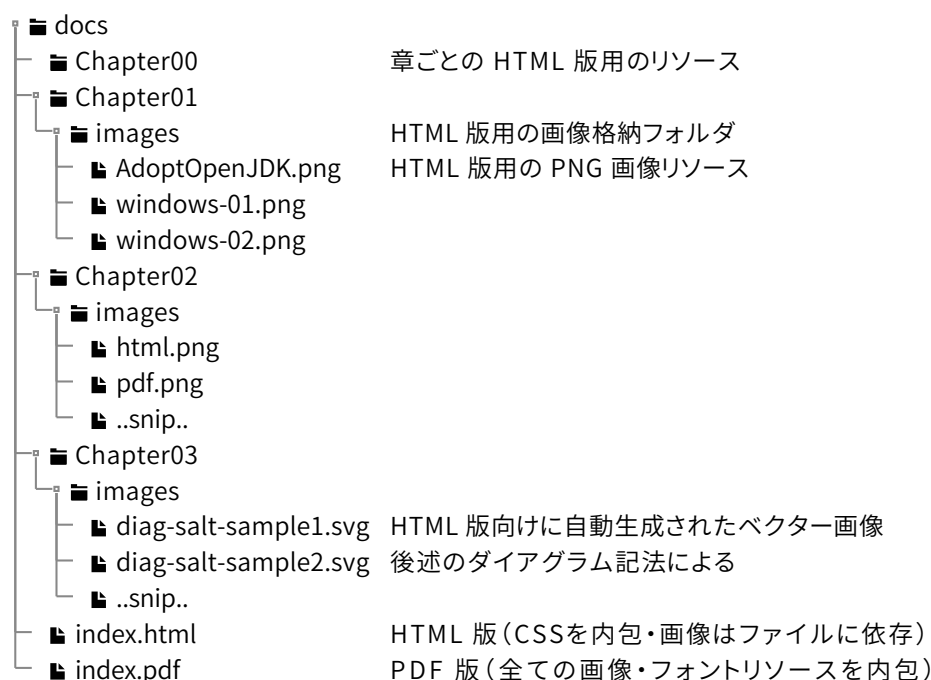 docs
Chapter00 章ごとの HTML 版用のリソース
Chapter01
images HTML 版用の画像格納フォルダ
AdoptOpenJDK.png HTML 版用の PNG 画像リソース
windows-01.png
windows-02.png
Chapter02
images
html.png
pdf.png
..snip..
Chapter03
images
diag-salt-sample1.svg HTML 版向けに自動生成されたベクター画像
diag-salt-sample2.svg 後述のダイアグラム記法による
..snip..
index.html HTML 版（CSSを内包・画像はファイルに依存）
index.pdf PDF 版（全ての画像・フォントリソースを内包）